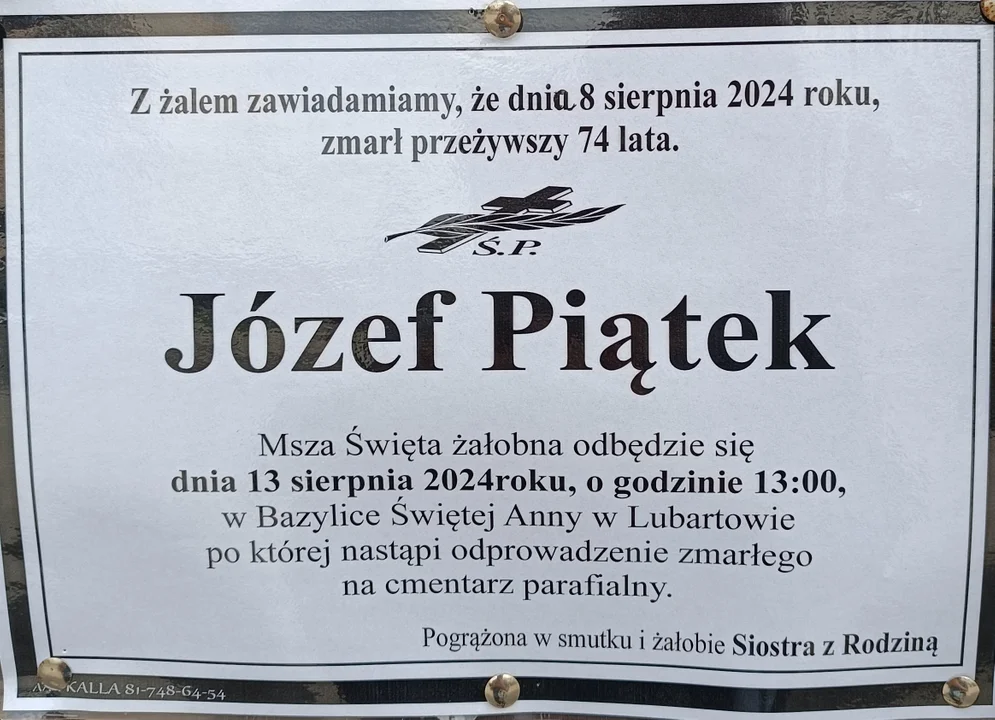 Z żalem zawiadamiamy, że dnia 8 sierpnia 2024 roku,
zmarł przeżywszy 74 lata.
Ś.P.
Józef Piątek
Msza Święta żałobna odbędzie się
dnia 13 sierpnia 2024roku, o godzinie 13:00,
w Bazylice Świętej Anny w Lubartowie
po której nastąpi odprowadzenie zmarłego
na cmentarz parafialny.
Pogrążona w smutku i żałobie Siostra z Rodziną
KALLA 81-748-64-54